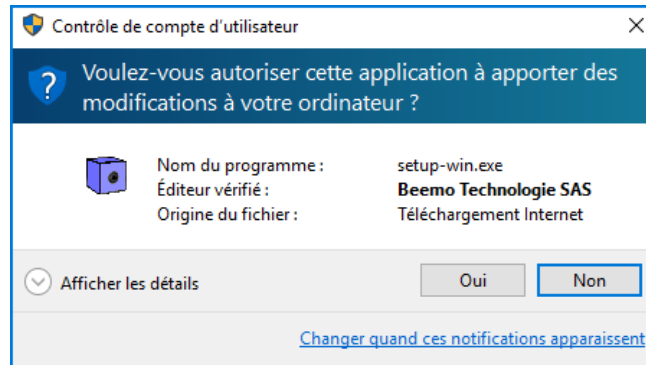 Contrôle de compte d'utilisateur
Voulez-vous autoriser cette application à apporter des
modifications à votre ordinateur ?
Nom du programme : setup-win.exe
Éditeur vérifié : Beemo Technologie SAS
Origine du fichier : Téléchargement Internet
Afficher les détails Oui Non
Changer quand ces notifications apparaissent